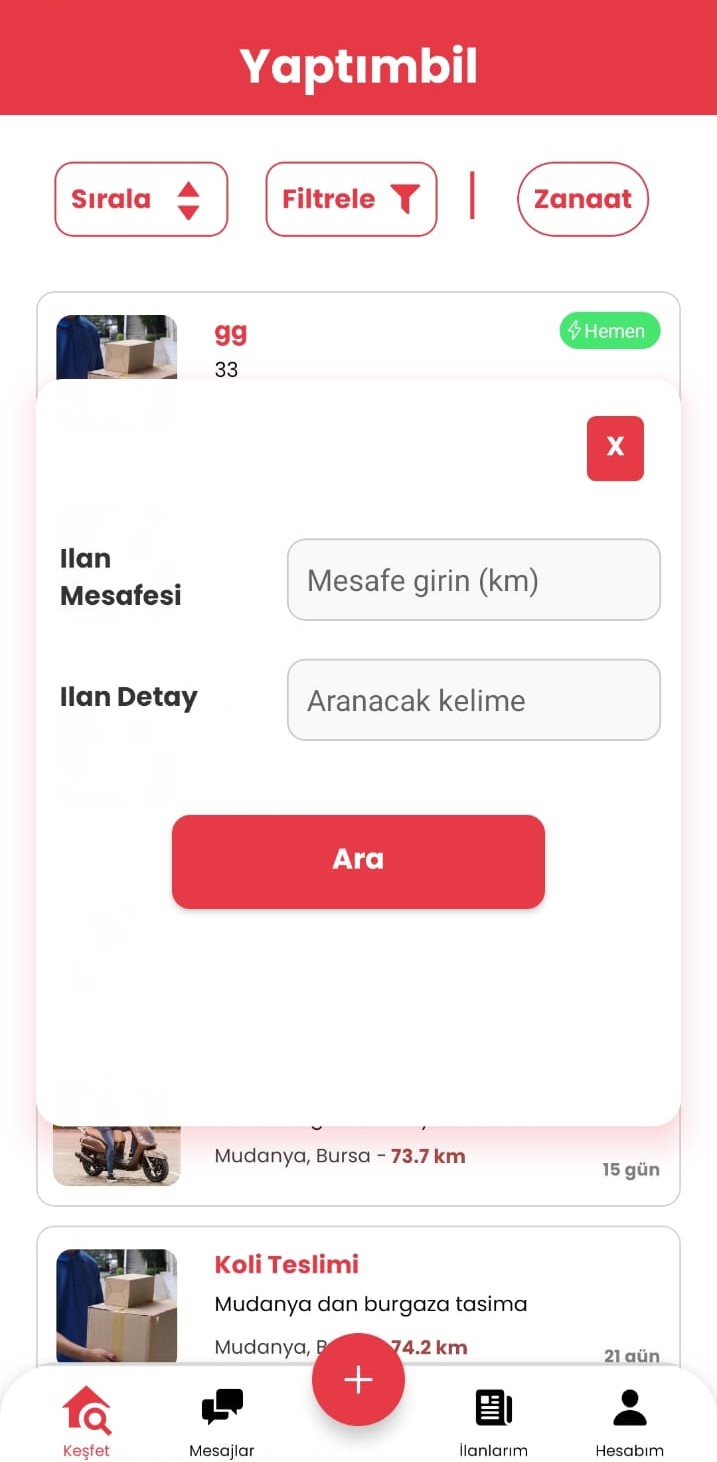 Yaptımbil
Sırala
Filtrele
Zanaat
gg
Hemen
33
X
Ilan
Mesafesi
Mesafe girin (km)
Ilan Detay
Aranacak kelime
Ara
Mudanya, Bursa - 73.7 km
15 gün
Koli Teslimi
Mudanya dan burgaza tasima
Mudanya, 74.2 km
21 gün
Keşfet
Mesajlar
İlanlarım
Hesabım